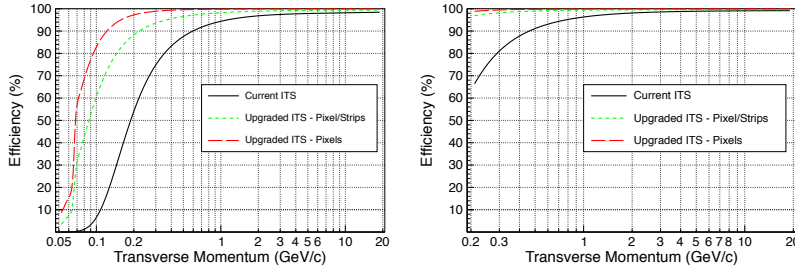 100
90
80
70
60
50
40
30
20
10
Efficiency (%)
Current ITS
Upgraded ITS - Pixel/Strips
Upgraded ITS - Pixels
0.05 0.1 0.2 1 2 3 4 5 6 10 20
Transverse Momentum (GeV/c)
100
90
80
70
60
50
40
30
20
10
Efficiency (%)
Current ITS
Upgraded ITS - Pixel/Strips
Upgraded ITS - Pixels
0.2 0.3 1 2 3 4 5 6 7 8 10 20
Transverse Momentum (GeV/c)